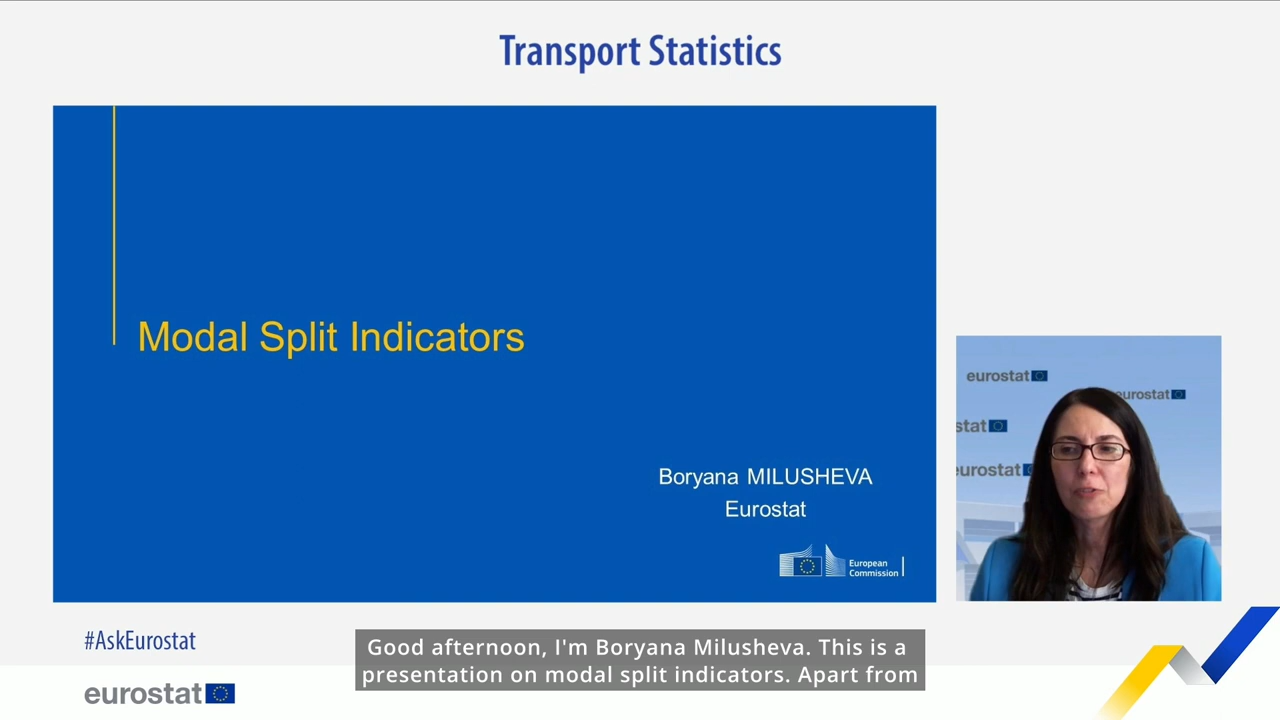 Transport Statistics
Modal Split Indicators
Boryana MILUSHEVA
Eurostat
European
Commission
eurostat
eurostat
stat
eurostat
#AskEurostat
Good afternoon, I'm Boryana Milusheva. This is a
presentation on modal split indicators. Apart from
eurostat